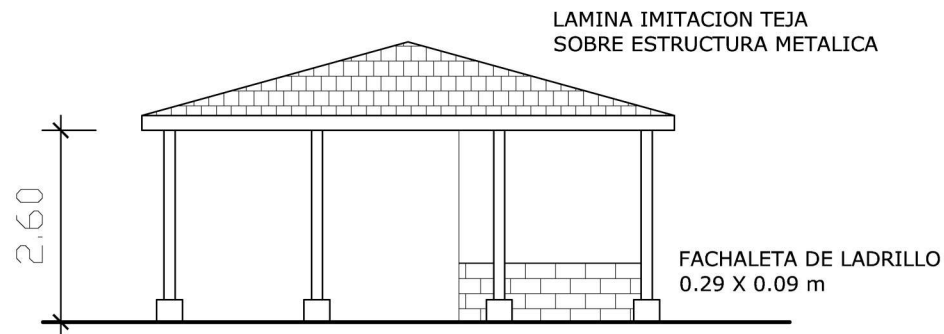 LAMINA IMITACION TEJA
SOBRE ESTRUCTURA METALICA
2.60
FACHALETA DE LADRILLO
0.29 X 0.09 m